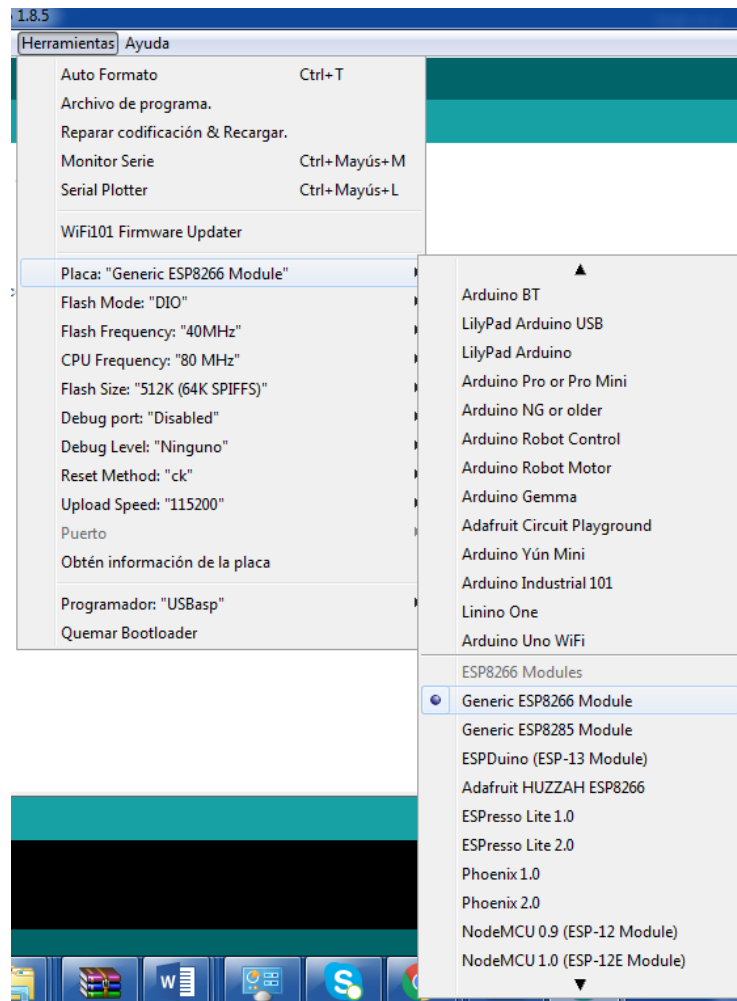 1.8.5
Herramientas Ayuda
Auto Formato Ctrl+T
Archivo de programa.
Reparar codificación & Recargar.
Monitor Serie Ctrl+Mayús+M
Serial Plotter Ctrl+Mayús+L
WiFi101 Firmware Updater
Placa: "Generic ESP8266 Module"
Flash Mode: "DIO"
Flash Frequency: "40MHz"
CPU Frequency: "80 MHz"
Flash Size: "512K (64K SPIFFS)"
Debug port: "Disabled"
Debug Level: "Ninguno"
Reset Method: "ck"
Upload Speed: "115200"
Puerto
Obtén información de la placa
Programador: "USBasp"
Quemar Bootloader
Arduino BT
LilyPad Arduino USB
LilyPad Arduino
Arduino Pro or Pro Mini
Arduino NG or older
Arduino Robot Control
Arduino Robot Motor
Arduino Gemma
Adafruit Circuit Playground
Arduino Yún Mini
Arduino Industrial 101
Linino One
Arduino Uno WiFi
ESP8266 Modules
Generic ESP8266 Module
Generic ESP8285 Module
ESPDuino (ESP-13 Module)
Adafruit HUZZAH ESP8266
ESPresso Lite 1.0
ESPresso Lite 2.0
Phoenix 1.0
Phoenix 2.0
NodeMCU 0.9 (ESP-12 Module)
NodeMCU 1.0 (ESP-12E Module)
W
S